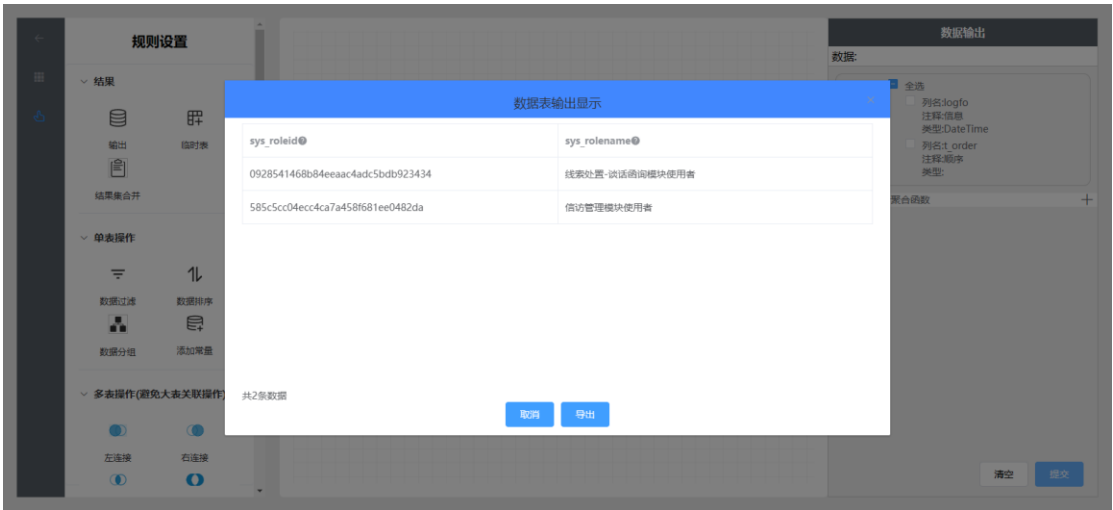 规则设置
结果
输出
临时表
结果集合并
单表操作
数据过滤
数据排序
数据分组
添加常量
多表操作(避免大表关联操作)
左连接
右连接
数据表输出显示
×
sys_roleid
sys_rolename
0928541468b84eeaac4adc5bdb923434
线索处置-谈话函询模块使用者
585c5cc04ecc4ca7a458f681ee0482da
信访管理模块使用者
共2条数据
取消
导出
数据输出
数据:
全选
列名:logfo
注释:信息
类型:DateTime
列名:t_order
注释:顺序
类型:
聚合函数
清空
提交